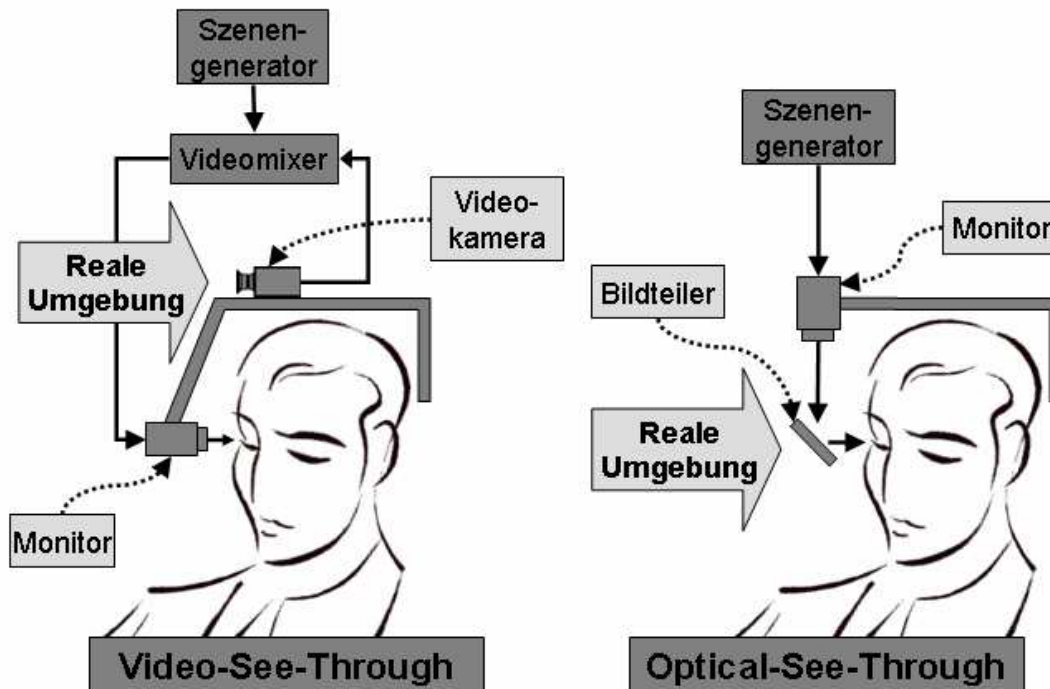 Szenen-
generator
Videomixer
Video-
kamera
Reale
Umgebung
Monitor
Video-See-Through
Szenen-
generator
Monitor
Bildteiler
Reale
Umgebung
Optical-See-Through